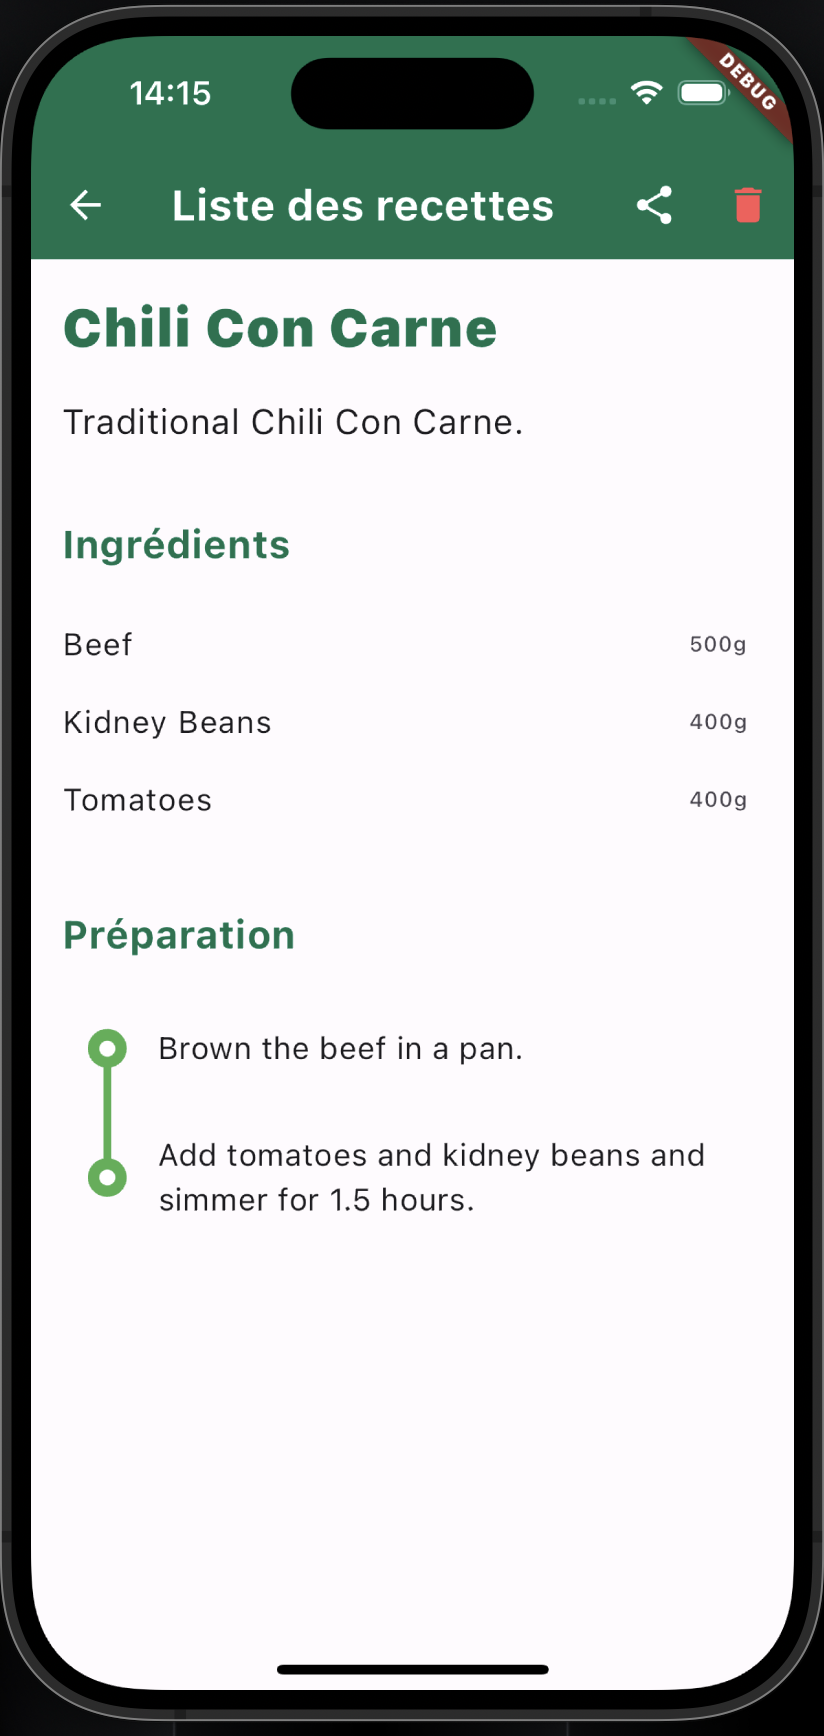 14:15
DEBUG
Liste des recettes
Chili Con Carne
Traditional Chili Con Carne.
Ingrédients
Beef 500g
Kidney Beans 400g
Tomatoes 400g
Préparation
Brown the beef in a pan.
Add tomatoes and kidney beans and
simmer for 1.5 hours.